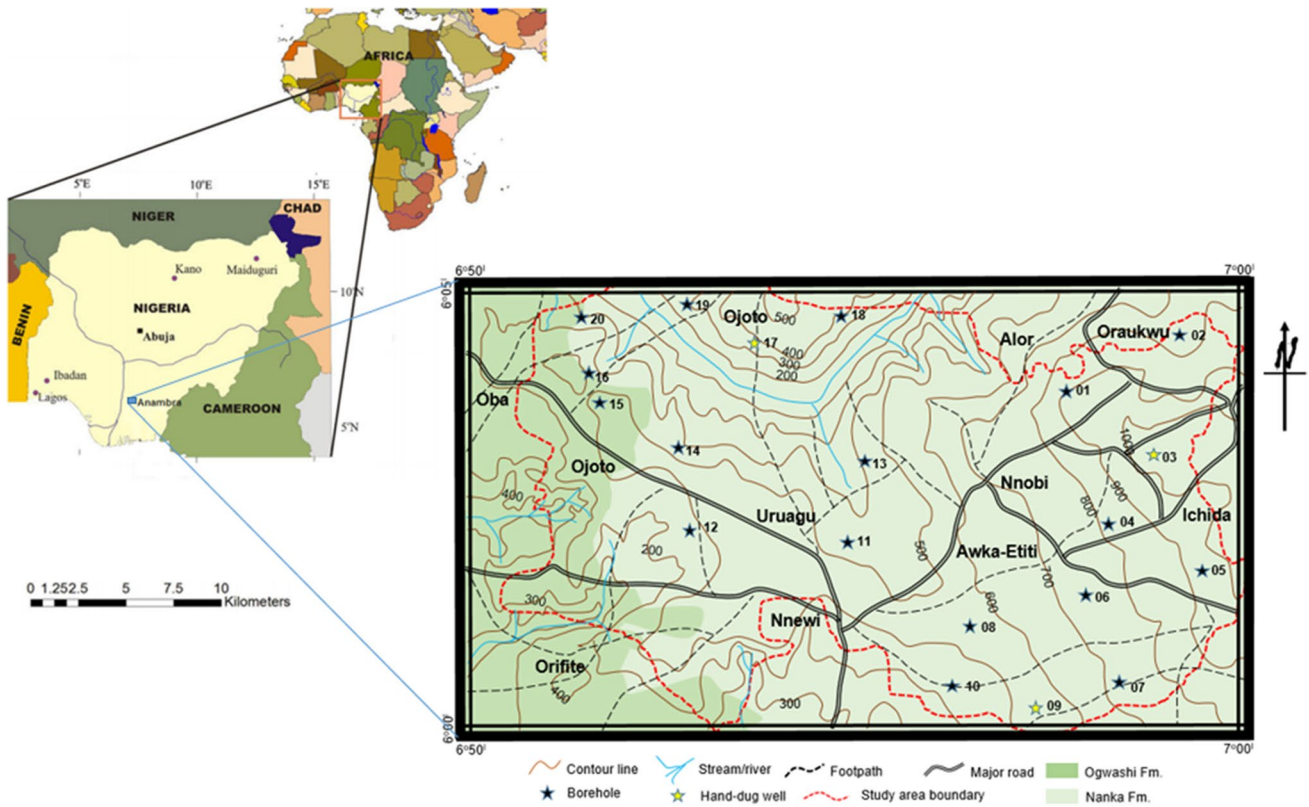 AFRICA
5°E 10°E 15°E
NIGER
CHAD
Kano
Maiduguri
10°N
NIGERIA
BENIN
Abuja
Ibadan
Lagos
Anambra
CAMEROON
5°N
0 1.25 2.5 5 7.5 10
Kilometers
6°50' 7°00'
6°05'
19
20
Ojoto
500
18
17
400
300
200
Alor
Oraukwu
02
16
01
Oba
15
1000
14
03
13
Ojoto
Nnobi
900
400
800
Uruagu
04
Ichida
12
11
500
Awka-Etiti
200
700
05
300
600
06
Nnewi
08
Orifite
10
07
400
300
09
6°00'
6°50' 7°00'
N
Contour line Stream/river Footpath Major road Ogwashi Fm.
Borehole Hand-dug well Study area boundary Nanka Fm.